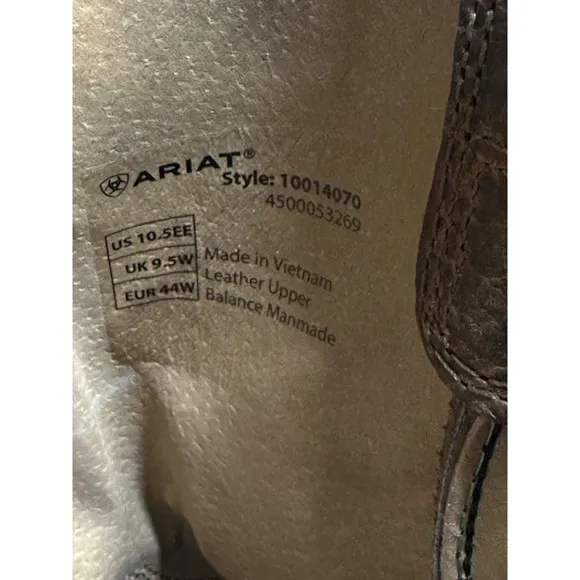 ARIAT®
Style: 10014070
4500053269
US 10.5EE
UK 9.5W
EUR 44W
Made in Vietnam
Leather Upper
Balance Manmade